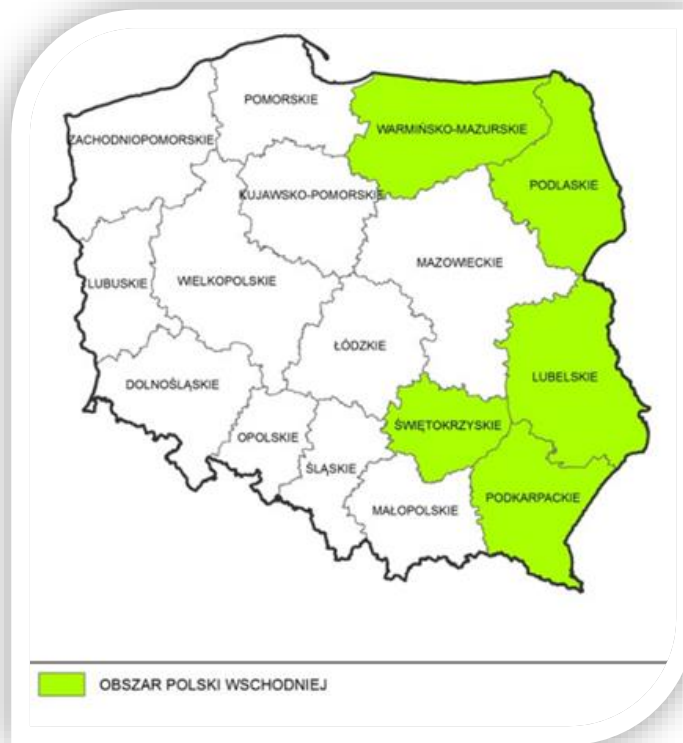 POMORSKIE
ZACHODNIOPOMORSKIE
WARMIŃSKO-MAZURSKIE
PODLASKIE
KUJAWSKO-POMORSKIE
MAZOWIECKIE
LUBUSKIE
WIELKOPOLSKIE
ŁÓDZKIE
DOLNOŚLĄSKIE
LUBELSKIE
ŚWIĘTOKRZYSKIE
OPOLSKIE
ŚLĄSKIE
PODKARPACKIE
MAŁOPOLSKIE
OBSZAR POLSKI WSCHODNIEJ